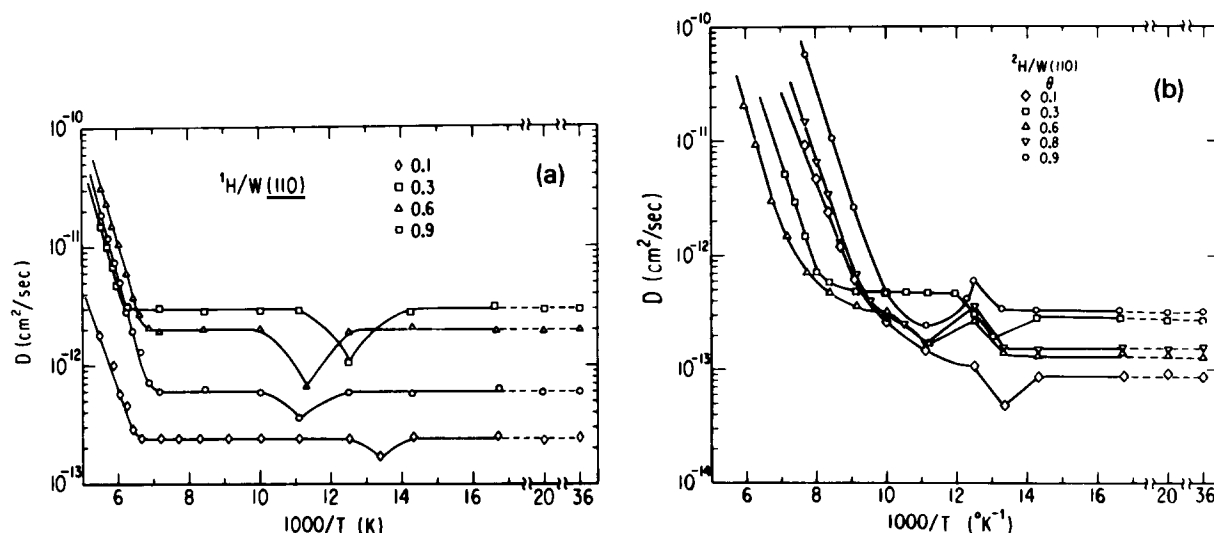 (a)
¹H/W(110)
◇ 0.1
□ 0.3
△ 0.6
□ 0.9
D (cm²/sec)
10⁻¹⁰
10⁻¹¹
10⁻¹²
10⁻¹³
6 8 10 12 14 16 20 36
1000/T (K)
(b)
²H/W(110)
θ
◇ 0.1
□ 0.3
△ 0.6
▽ 0.8
○ 0.9
D (cm²/sec)
10⁻¹⁰
10⁻¹¹
10⁻¹²
10⁻¹³
10⁻¹⁴
6 8 10 12 14 16 20 36
1000/T (°K⁻¹)